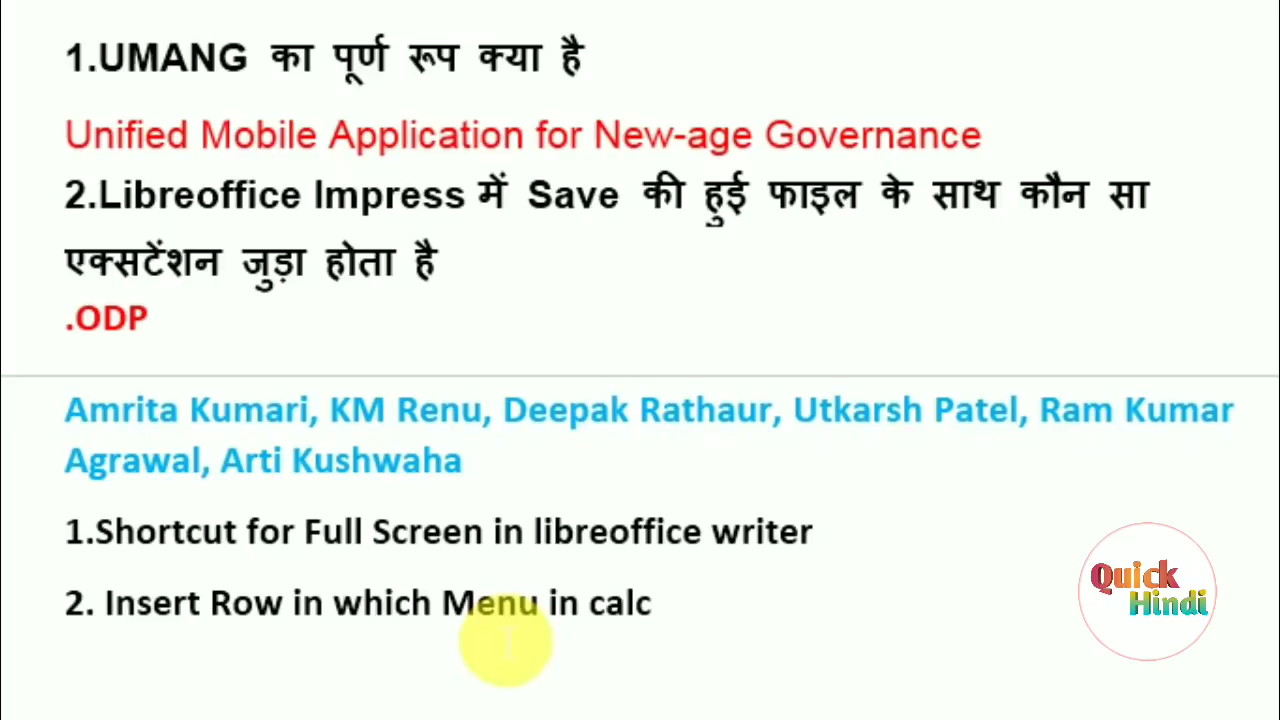 1.UMANG का पूर्ण रूप क्या है
Unified Mobile Application for New-age Governance
2.Libreoffice Impress में Save की हुई फाइल के साथ कौन सा
एक्सटेंशन जुड़ा होता है
.ODP
Amrita Kumari, KM Renu, Deepak Rathaur, Utkarsh Patel, Ram Kumar
Agrawal, Arti Kushwaha
1.Shortcut for Full Screen in libreoffice writer
2. Insert Row in which Menu in calc
Quick
Hindi